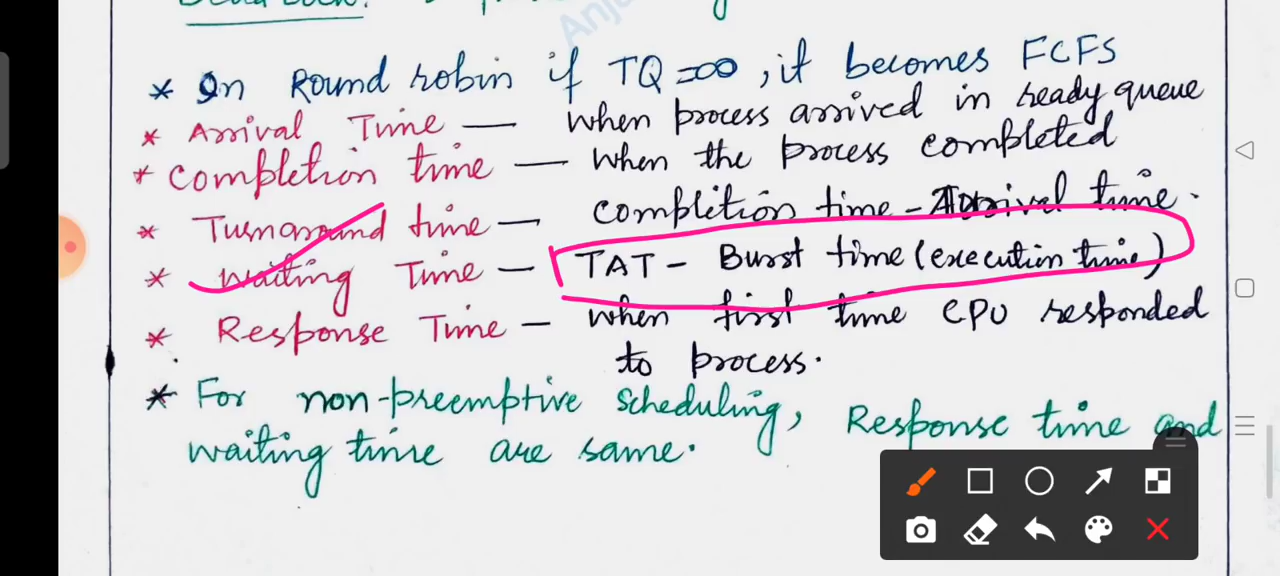 Anju
* In Round robin if TQ = ∞, it becomes FCFS
* Arrival Time — When process arrived in ready queue
* Completion time — when the process completed
* Turnaround time — Complition time - Arrival time.
* Waiting Time — TAT - Burst time (execution time)
* Response Time — when first time CPU responded
to process.
* For non-preemptive scheduling, Response time and
waiting time are same.